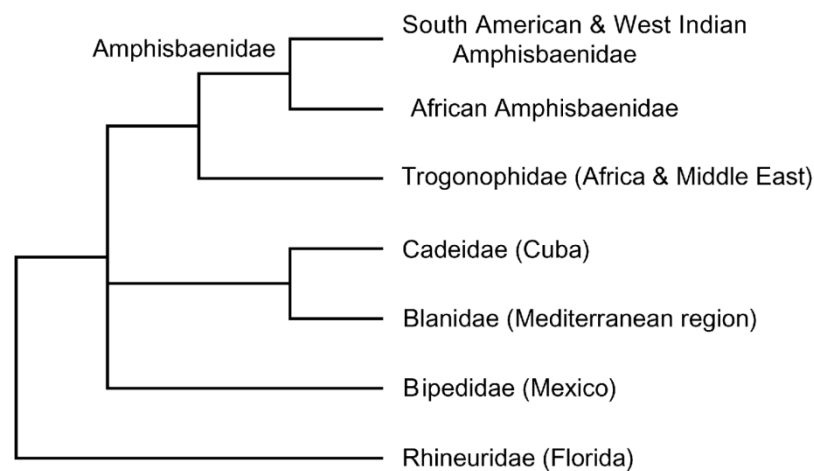 South American & West Indian
Amphisbaenidae
Amphisbaenidae
African Amphisbaenidae
Trogonophidae (Africa & Middle East)
Cadeidae (Cuba)
Blanidae (Mediterranean region)
Bipedidae (Mexico)
Rhineuridae (Florida)